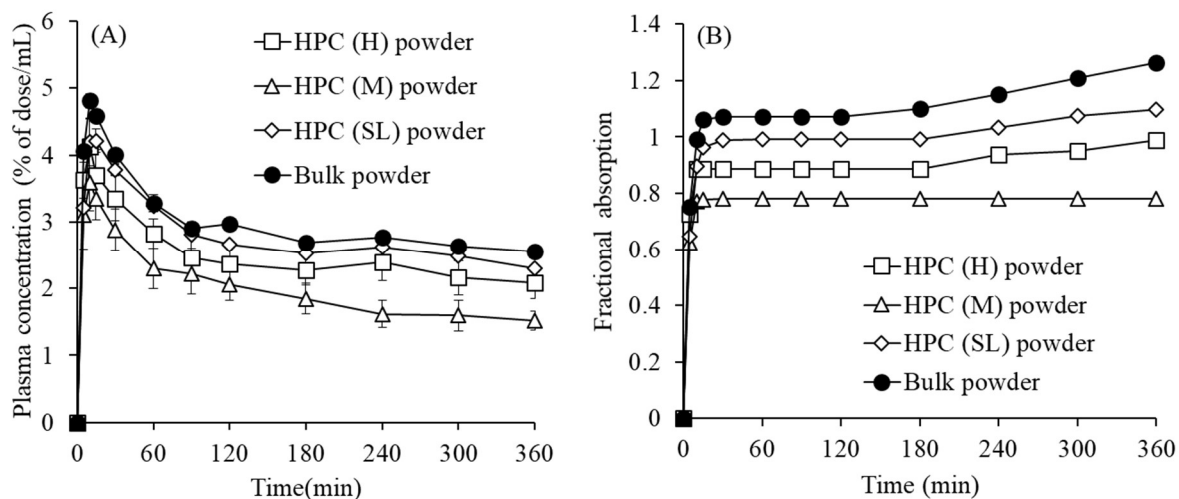 (A)
Plasma concentration (% of dose/mL)
6
5
4
3
2
1
0
HPC (H) powder
HPC (M) powder
HPC (SL) powder
Bulk powder
0 60 120 180 240 300 360
Time(min)
(B)
Fractional absorption
1.4
1.2
1
0.8
0.6
0.4
0.2
0
HPC (H) powder
HPC (M) powder
HPC (SL) powder
Bulk powder
0 60 120 180 240 300 360
Time (min)